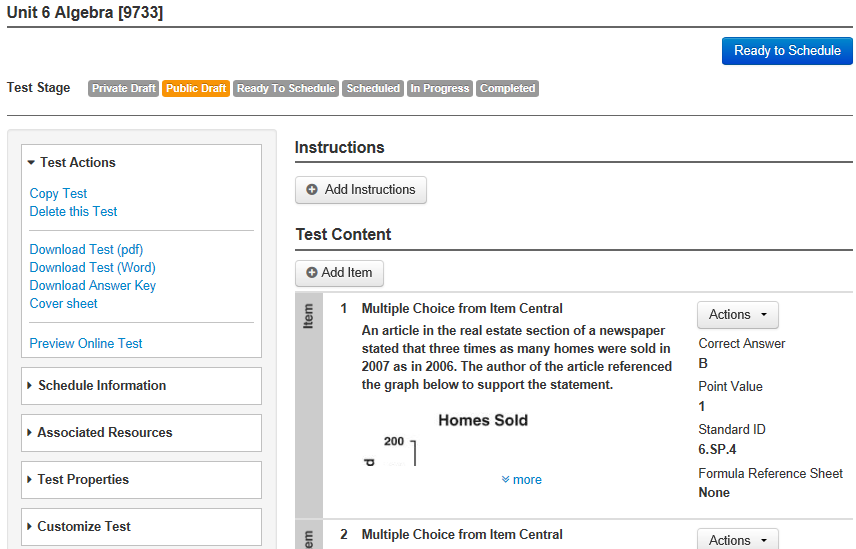 Unit 6 Algebra [9733]
Ready to Schedule
Test Stage Private Draft Public Draft Ready To Schedule Scheduled In Progress Completed
Test Actions
Copy Test
Delete this Test
Download Test (pdf)
Download Test (Word)
Download Answer Key
Cover sheet
Preview Online Test
Schedule Information
Associated Resources
Test Properties
Customize Test
Instructions
Add Instructions
Test Content
Add Item
Item
1 Multiple Choice from Item Central
An article in the real estate section of a newspaper
stated that three times as many homes were sold in
2007 as in 2006. The author of the article referenced
the graph below to support the statement.
Homes Sold
200
more
Actions
Correct Answer
B
Point Value
1
Standard ID
6.SP.4
Formula Reference Sheet
None
2 Multiple Choice from Item Central
Actions